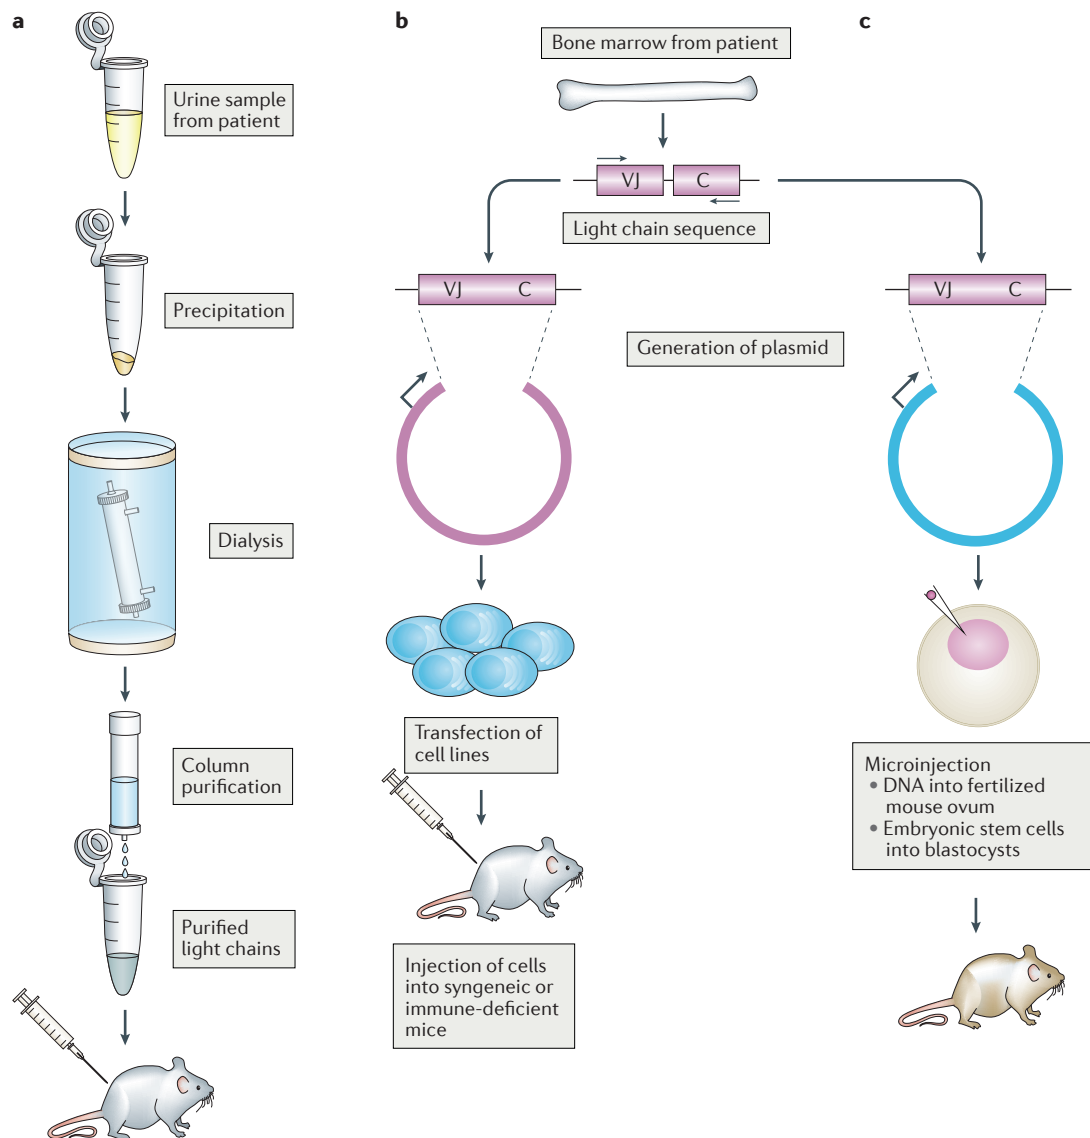 a
Urine sample
from patient
Precipitation
Dialysis
Column
purification
Purified
light chains
b
Bone marrow from patient
VJ C
Light chain sequence
VJ C
Generation of plasmid
Transfection of
cell lines
Injection of cells
into syngeneic or
immune-deficient
mice
c
VJ C
Microinjection
• DNA into fertilized
mouse ovum
• Embryonic stem cells
into blastocysts